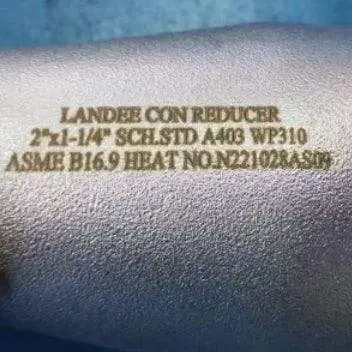 LANDEE CON REDUCER
2"x1-1/4" SCH.STD A403 WP310
ASME B16.9 HEAT NO.N221028AS09